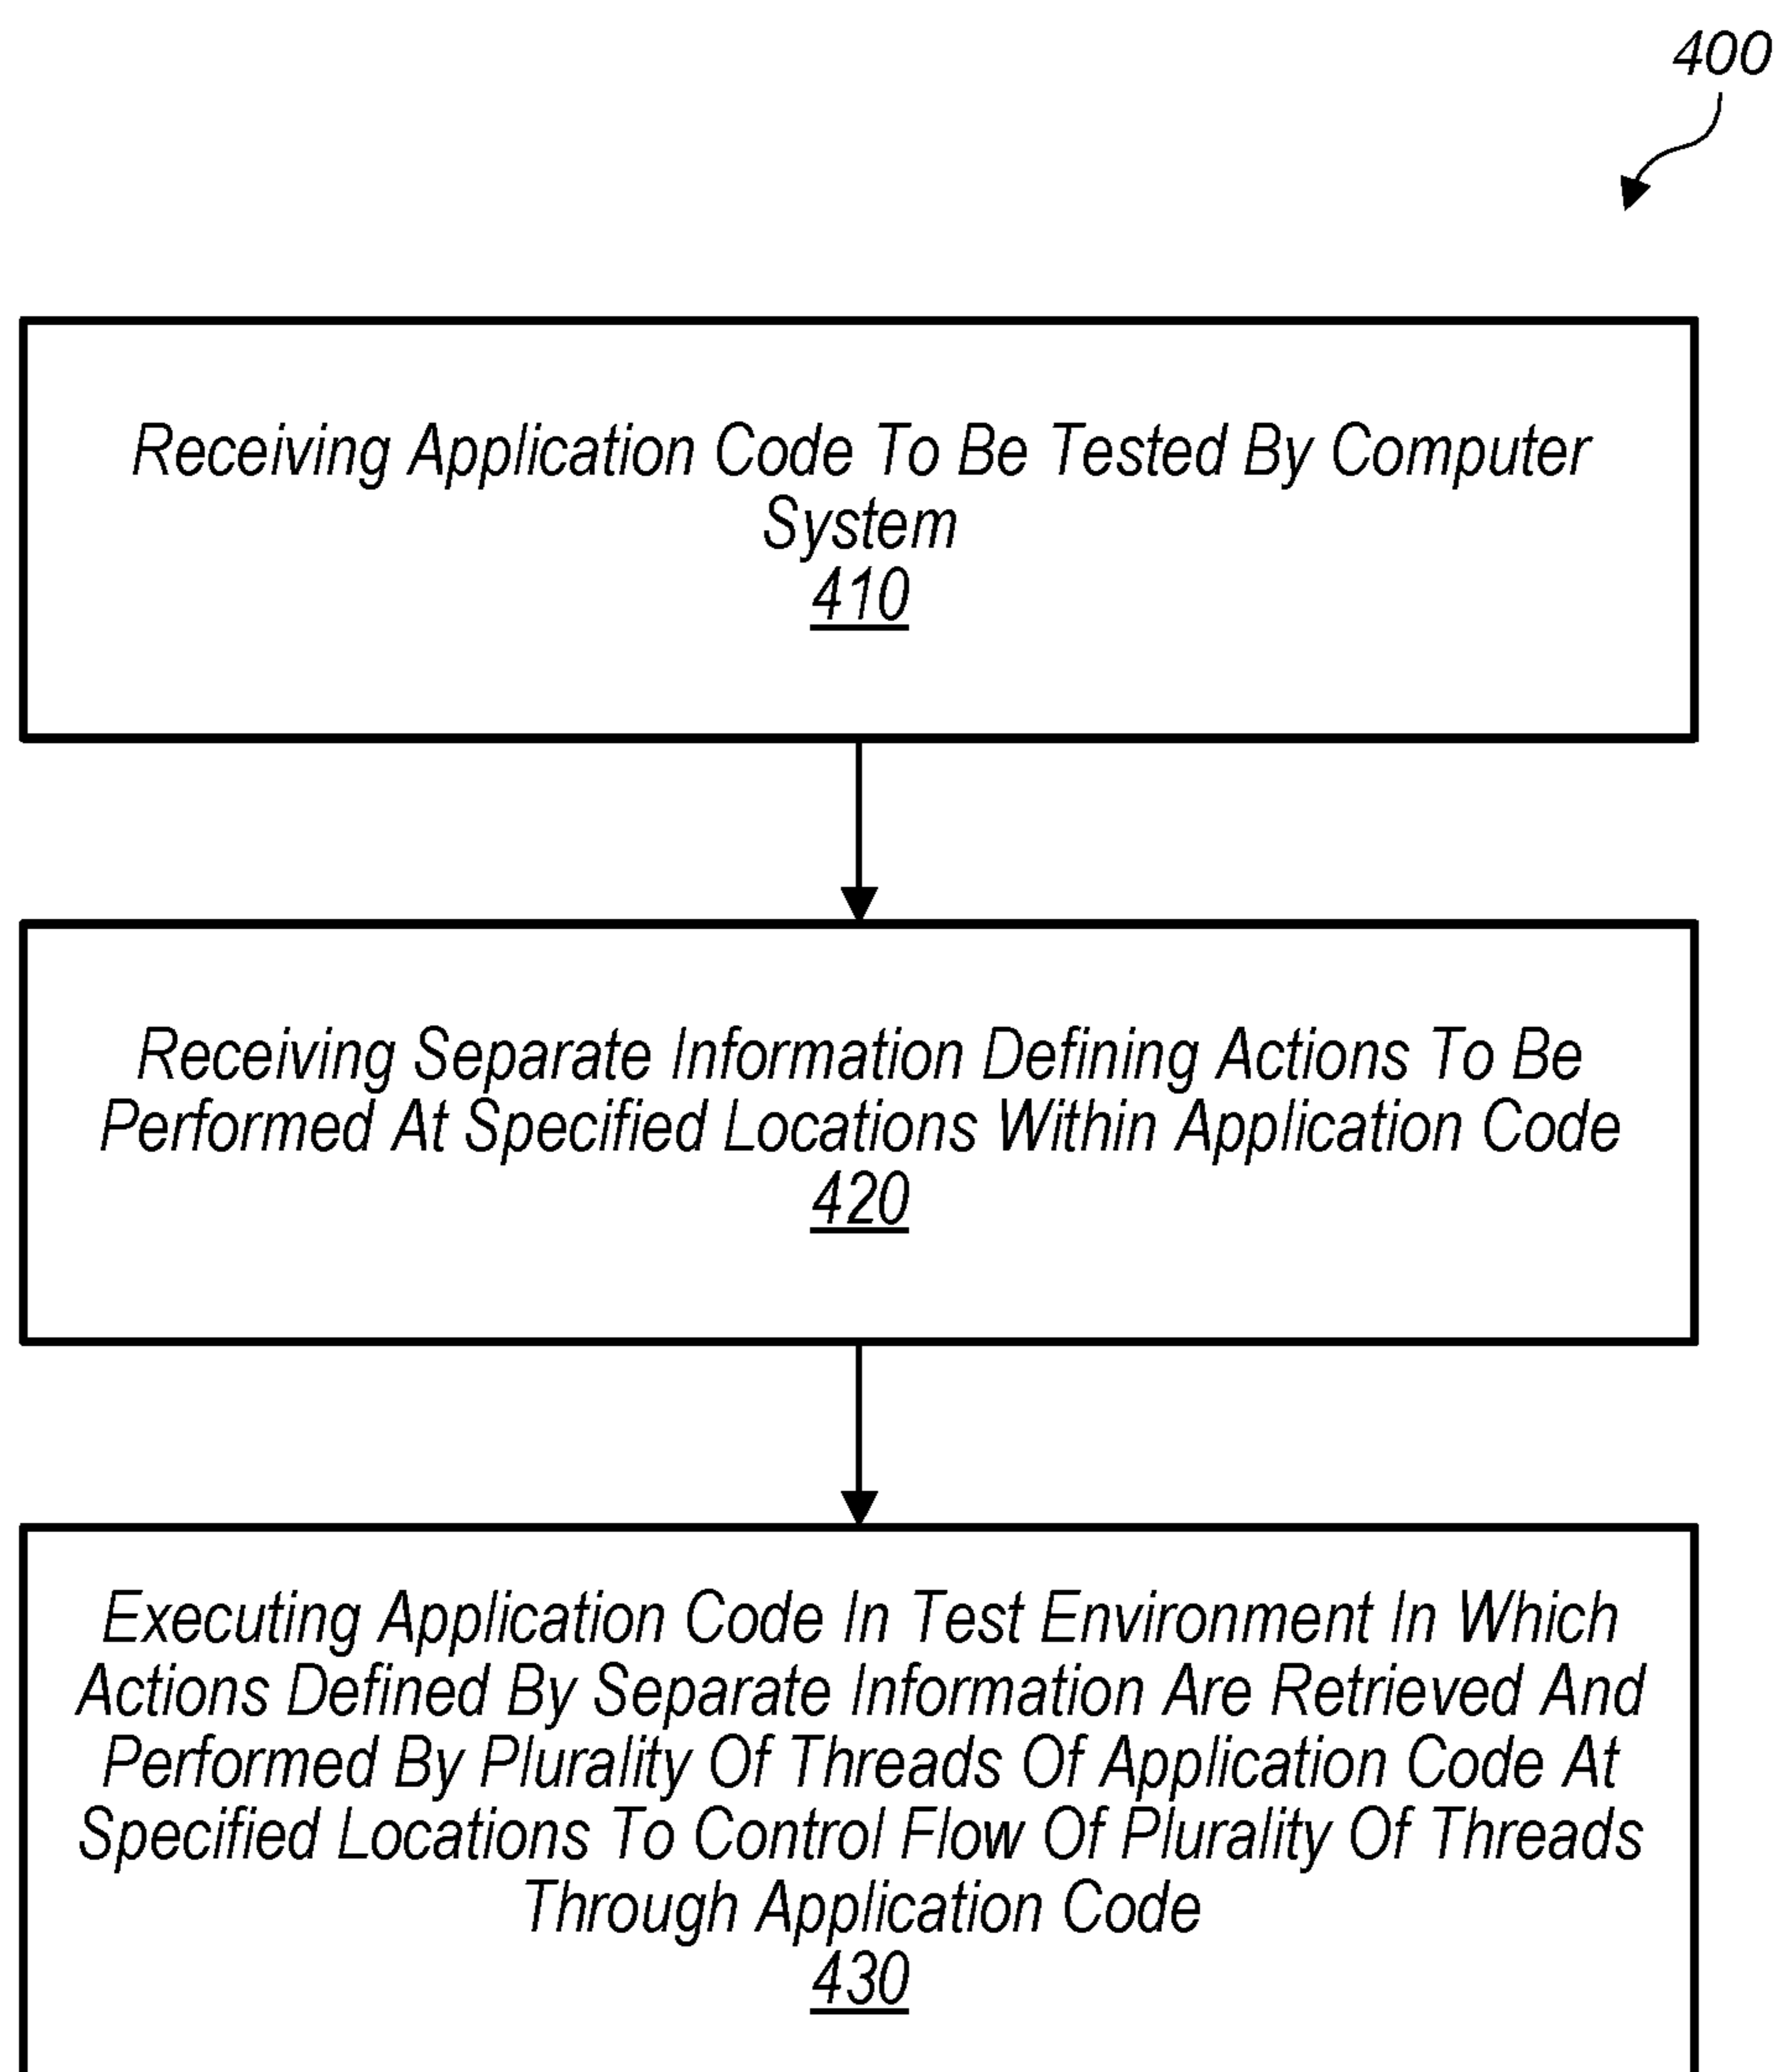 400
Receiving Application Code To Be Tested By Computer
System
410
Receiving Separate Information Defining Actions To Be
Performed At Specified Locations Within Application Code
420
Executing Application Code In Test Environment In Which
Actions Defined By Separate Information Are Retrieved And
Performed By Plurality Of Threads Of Application Code At
Specified Locations To Control Flow Of Plurality Of Threads
Through Application Code
430